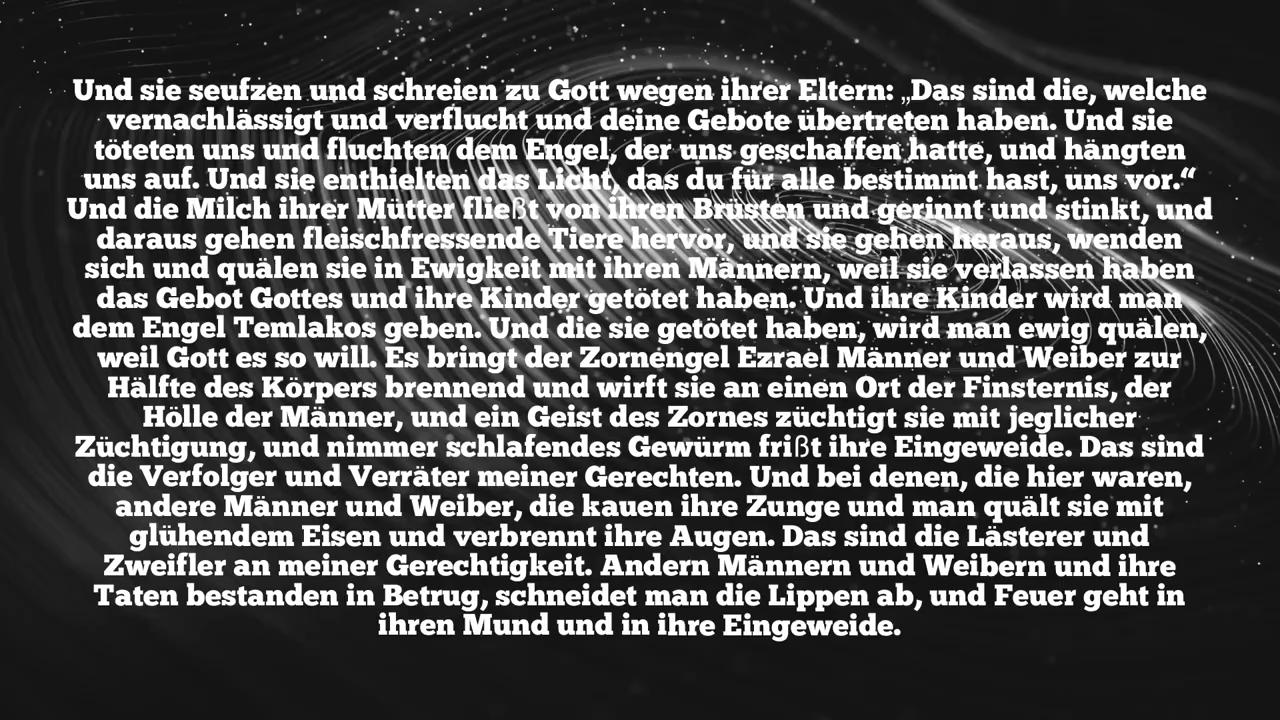 Und sie seufzen und schreien zu Gott wegen ihrer Eltern: „Das sind die, welche
vernachlässigt und verflucht und deine Gebote übertreten haben. Und sie
töteten uns und fluchten dem Engel, der uns geschaffen hatte, und hängten
uns auf. Und sie enthielten das Licht, das du für alle bestimmt hast, uns vor.“
Und die Milch ihrer Mütter fließt von ihren Brüsten und gerinnt und stinkt, und
daraus gehen fleischfressende Tiere hervor, und sie gehen heraus, wenden
sich und quälen sie in Ewigkeit mit ihren Männern, weil sie verlassen haben
das Gebot Gottes und ihre Kinder getötet haben. Und ihre Kinder wird man
dem Engel Temlakos geben. Und die sie getötet haben, wird man ewig quälen,
weil Gott es so will. Es bringt der Zornengel Ezrael Männer und Weiber zur
Hälfte des Körpers brennend und wirft sie an einen Ort der Finsternis, der
Hölle der Männer, und ein Geist des Zornes züchtigt sie mit jeglicher
Züchtigung, und nimmer schlafendes Gewürm frißt ihre Eingeweide. Das sind
die Verfolger und Verräter meiner Gerechten. Und bei denen, die hier waren,
andere Männer und Weiber, die kauen ihre Zunge und man quält sie mit
glühendem Eisen und verbrennt ihre Augen. Das sind die Lästerer und
Zweifler an meiner Gerechtigkeit. Andern Männern und Weibern und ihre
Taten bestanden in Betrug, schneidet man die Lippen ab, und Feuer geht in
ihren Mund und in ihre Eingeweide.